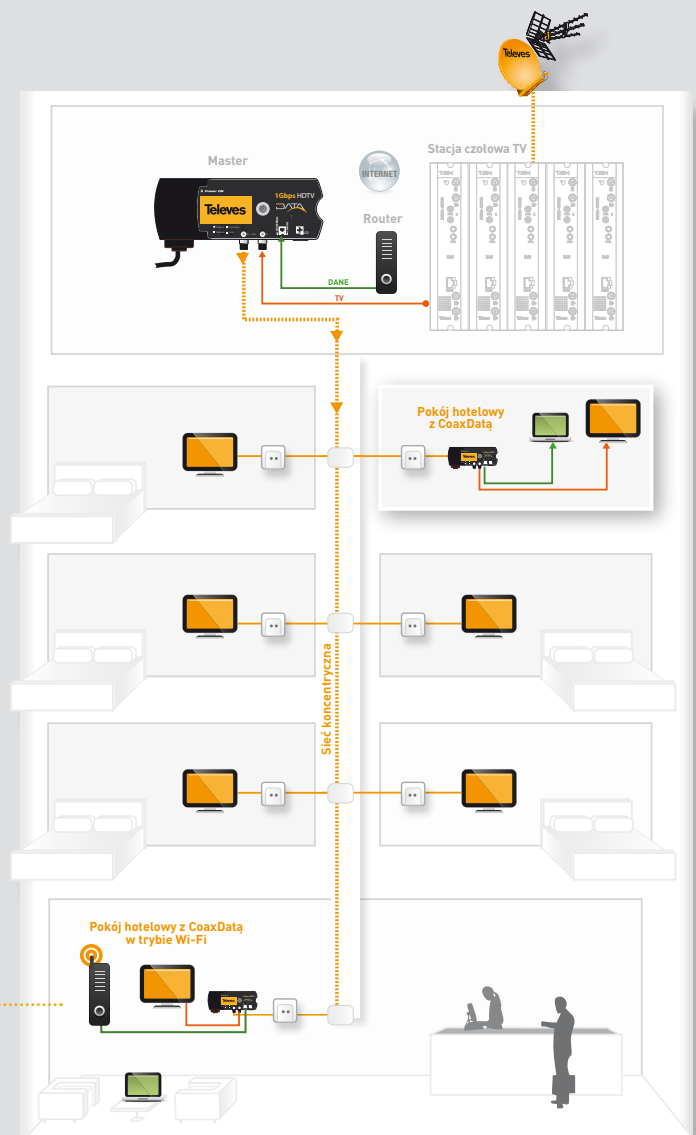 Televes
Stacja czołowa TV
Master
INTERNET
1Gbps HDTV
Televes
DATA
Router
DANE
TV
Pokój hotelowy
z CoaxDatą
Televes
Sieć koncentryczna
Pokój hotelowy z CoaxDatą
w trybie Wi-Fi
Televes